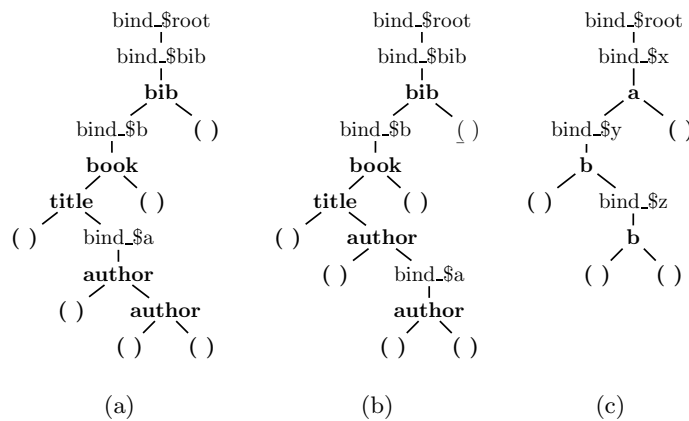 bind_$root bind_$root bind_$root
bind_$bib bind_$bib bind_$x
bib bib a
bind_$b ( ) bind_$b ( ) bind_$y ( )
book book b
title ( ) title ( ) ( ) bind_$z
( ) bind_$a ( ) author b
author ( ) bind_$a ( ) ( )
( ) author author
( ) ( ) ( ) ( )
(a) (b) (c)